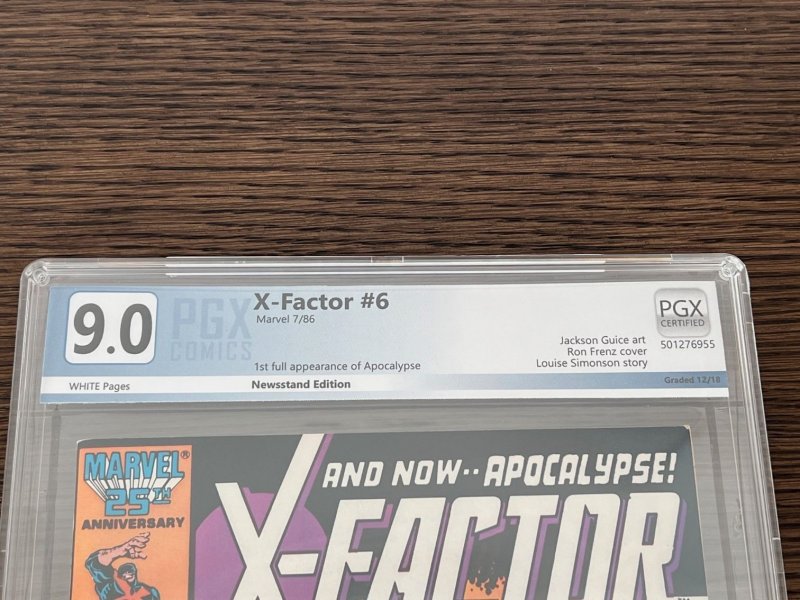 9.0
WHITE Pages
PGX
COMICS
X-Factor #6
Marvel 7/86
1st full appearance of Apocalypse
Newsstand Edition
Jackson Guice art
Ron Frenz cover
Louise Simonson story
PGX
CERTIFIED
501276955
Graded 12/18
MARVEL®
25TH
ANNIVERSARY
AND NOW·· APOCALYPSE!
X-FACTOR
TM